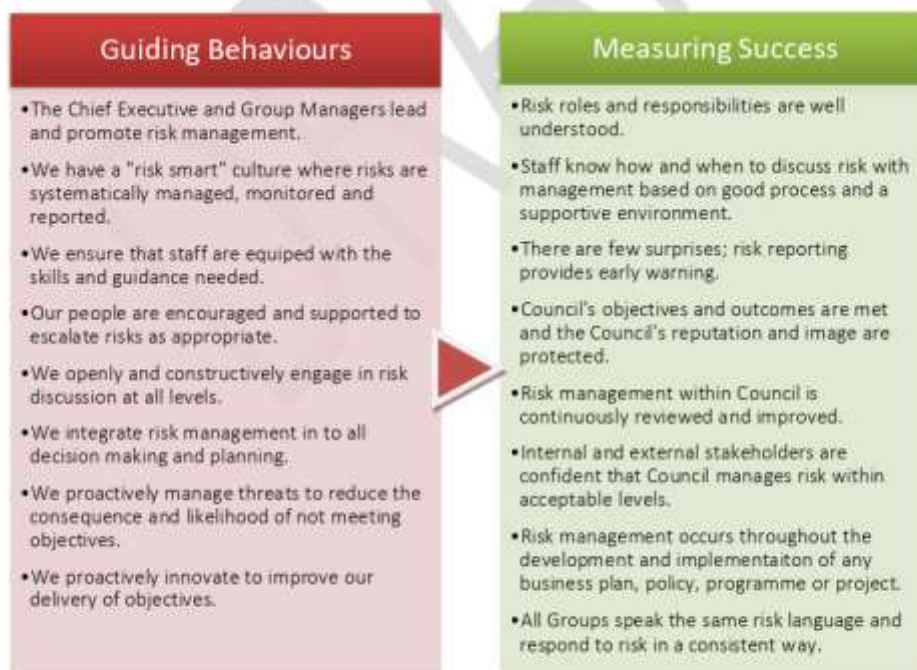 Guiding Behaviours
•The Chief Executive and Group Managers lead
and promote risk management.
•We have a "risk smart" culture where risks are
systematically managed, monitored and
reported.
•We ensure that staff are equiped with the
skills and guidance needed.
•Our people are encouraged and supported to
escalate risks as appropriate.
•We openly and constructively engage in risk
discussion at all levels.
•We integrate risk management in to all
decision making and planning.
•We proactively manage threats to reduce the
consequence and likelihood of not meeting
objectives.
•We proactively innovate to improve our
delivery of objectives.
Measuring Success
•Risk roles and responsibilities are well
understood.
•Staff know how and when to discuss risk with
management based on good process and a
supportive environment.
•There are few surprises; risk reporting
provides early warning.
•Council's objectives and outcomes are met
and the Council's reputation and image are
protected.
•Risk management within Council is
continuously reviewed and improved.
•Internal and external stakeholders are
confident that Council manages risk within
acceptable levels.
•Risk management occurs throughout the
development and implementaiton of any
business plan, policy, programme or project.
•All Groups speak the same risk language and
respond to risk in a consistent way.